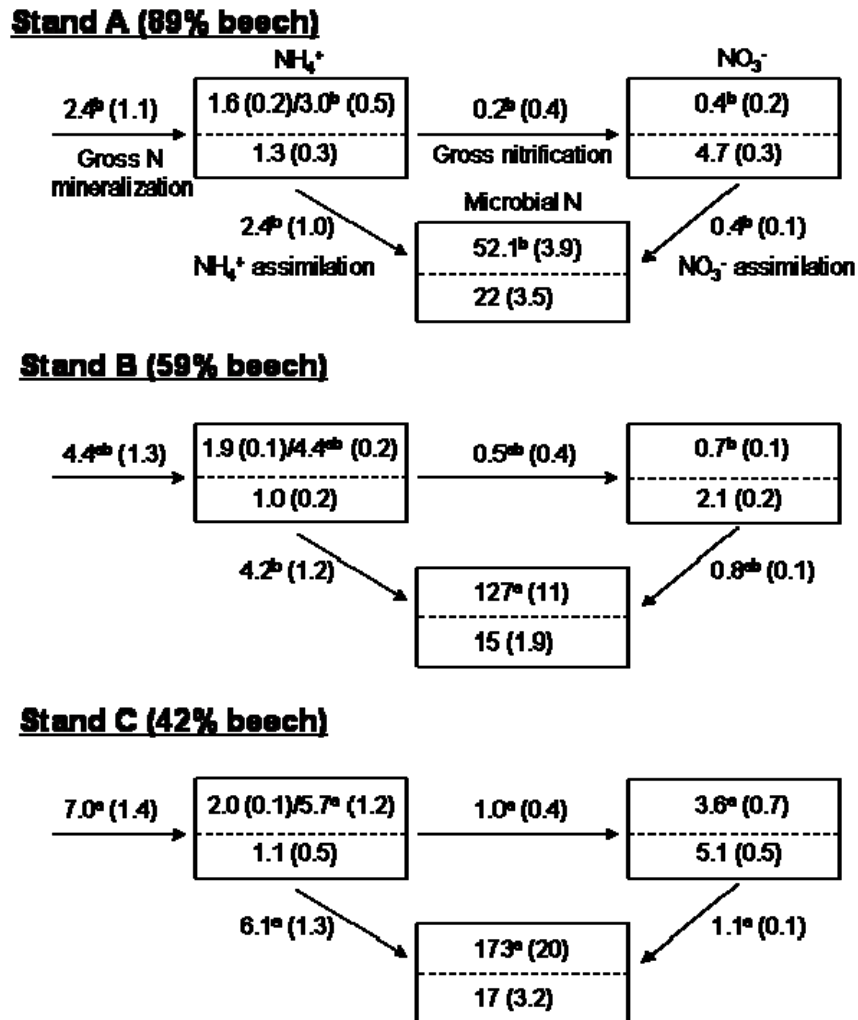 Stand A (89% beech)
NH₄⁺
NO₃⁻
2.4ᵇ (1.1)
1.6 (0.2)/3.0ᵇ (0.5)
0.2ᵇ (0.4)
0.4ᵇ (0.2)
Gross N
mineralization
1.3 (0.3)
Gross nitrification
4.7 (0.3)
Microbial N
2.4ᵇ (1.0)
NH₄⁺ assimilation
52.1ᵇ (3.9)
22 (3.5)
0.4ᵇ (0.1)
NO₃⁻ assimilation
Stand B (59% beech)
4.4ᵃᵇ (1.3)
1.9 (0.1)/4.4ᵃᵇ (0.2)
0.5ᵃᵇ (0.4)
0.7ᵇ (0.1)
1.0 (0.2)
2.1 (0.2)
4.2ᵇ (1.2)
127ᵃ (11)
0.8ᵃᵇ (0.1)
15 (1.9)
Stand C (42% beech)
7.0ᵃ (1.4)
2.0 (0.1)/5.7ᵃ (1.2)
1.0ᵃ (0.4)
3.6ᵃ (0.7)
1.1 (0.5)
5.1 (0.5)
6.1ᵃ (1.3)
173ᵃ (20)
1.1ᵃ (0.1)
17 (3.2)